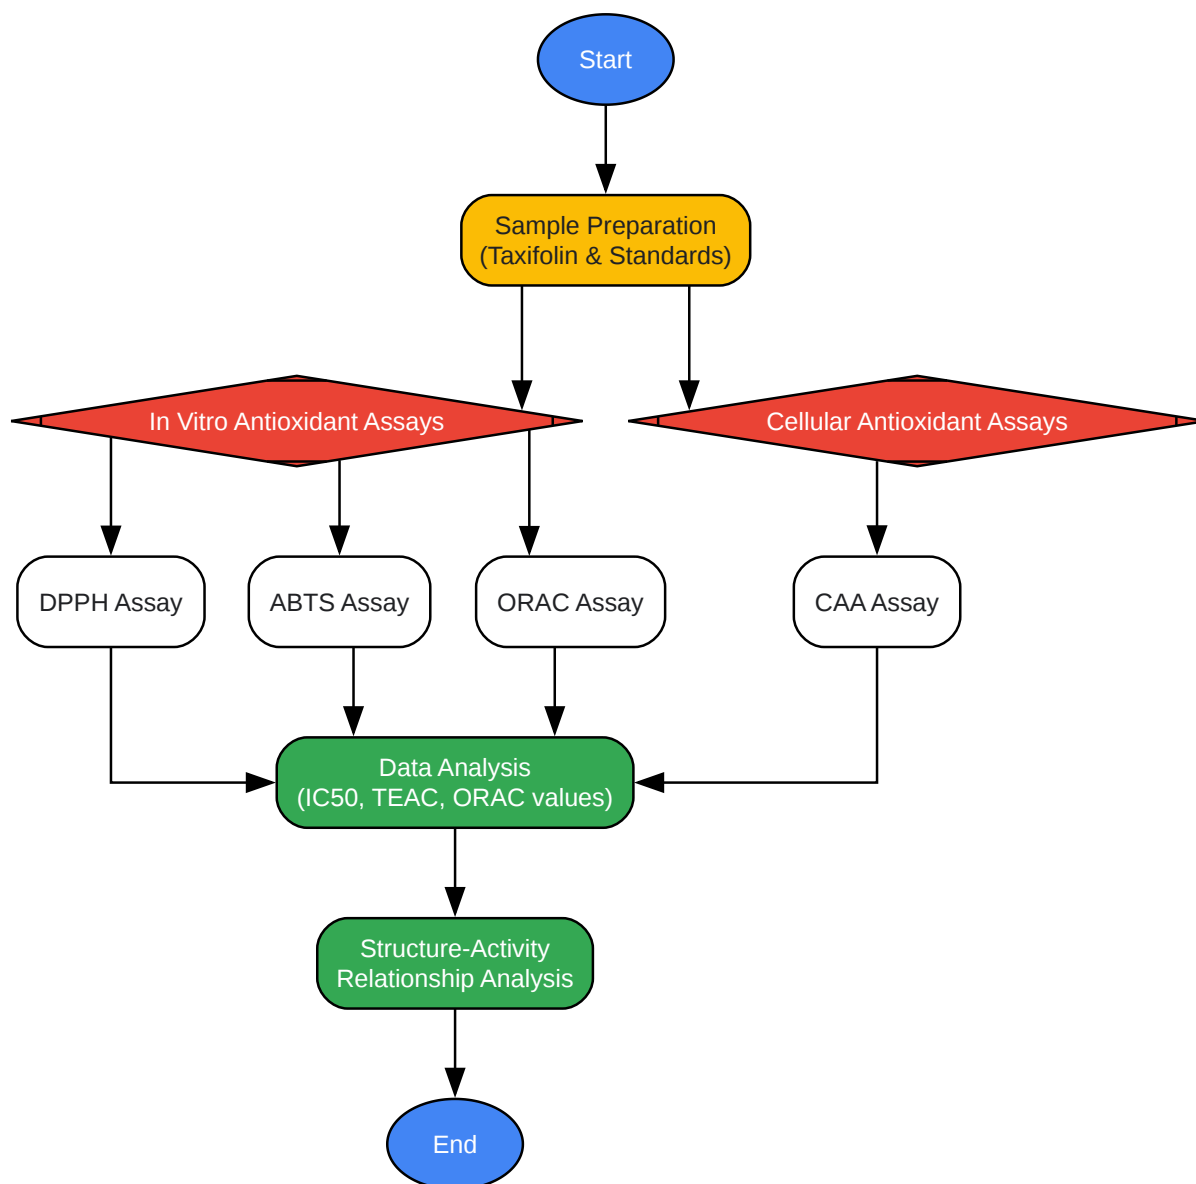 Start
Sample Preparation
(Taxifolin & Standards)
In Vitro Antioxidant Assays
Cellular Antioxidant Assays
DPPH Assay
ABTS Assay
ORAC Assay
CAA Assay
Data Analysis
(IC50, TEAC, ORAC values)
Structure-Activity
Relationship Analysis
End